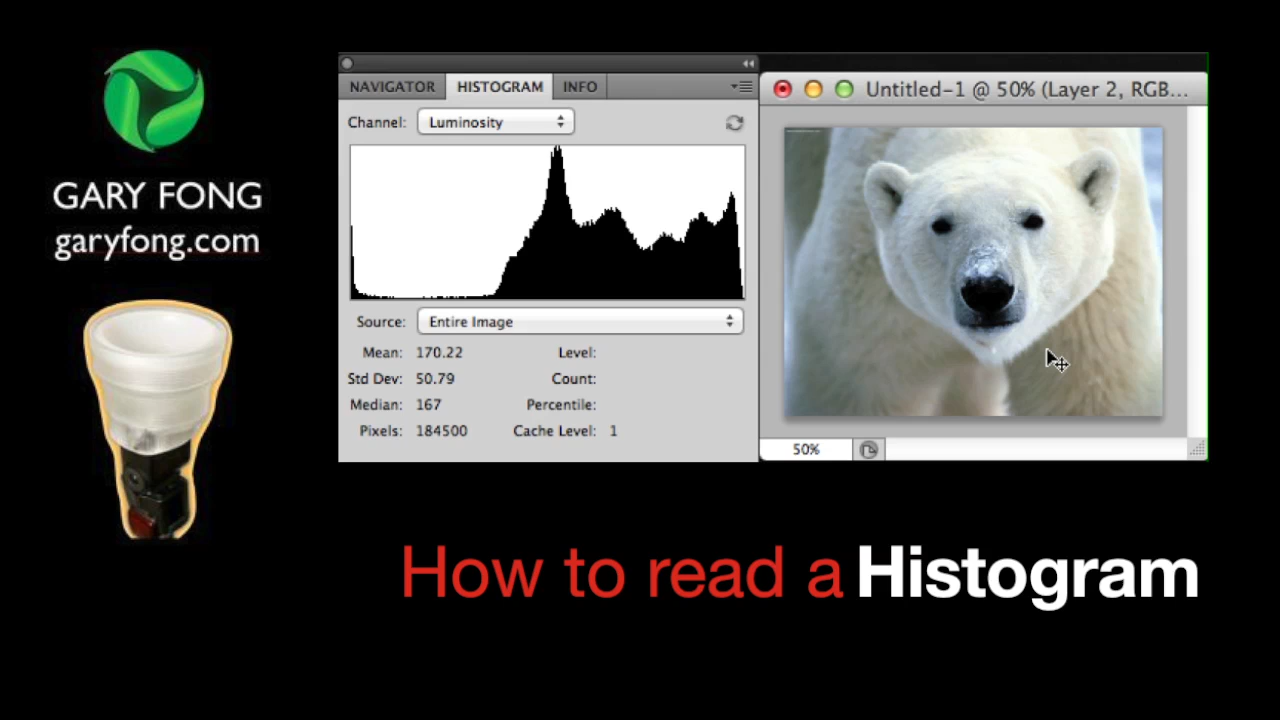 GARY FONG
garyfong.com
NAVIGATOR HISTOGRAM INFO
Channel: Luminosity
Source: Entire Image
Mean: 170.22 Level:
Std Dev: 50.79 Count:
Median: 167 Percentile:
Pixels: 184500 Cache Level: 1
Untitled-1 @ 50% (Layer 2, RGB...
50%
How to read a Histogram